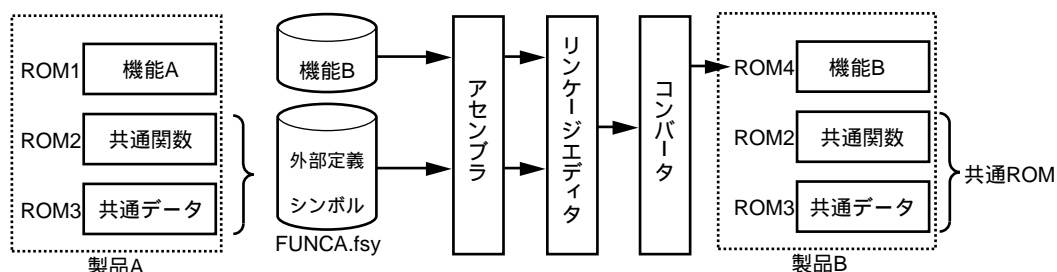 ROM1
機能A
ROM2
共通関数
ROM3
共通データ
製品A
機能B
外部定義
シンボル
FUNCA.fsy
アセンブラ
リンケージエディタ
コンバータ
ROM4
機能B
ROM2
共通関数
ROM3
共通データ
共通ROM
製品B